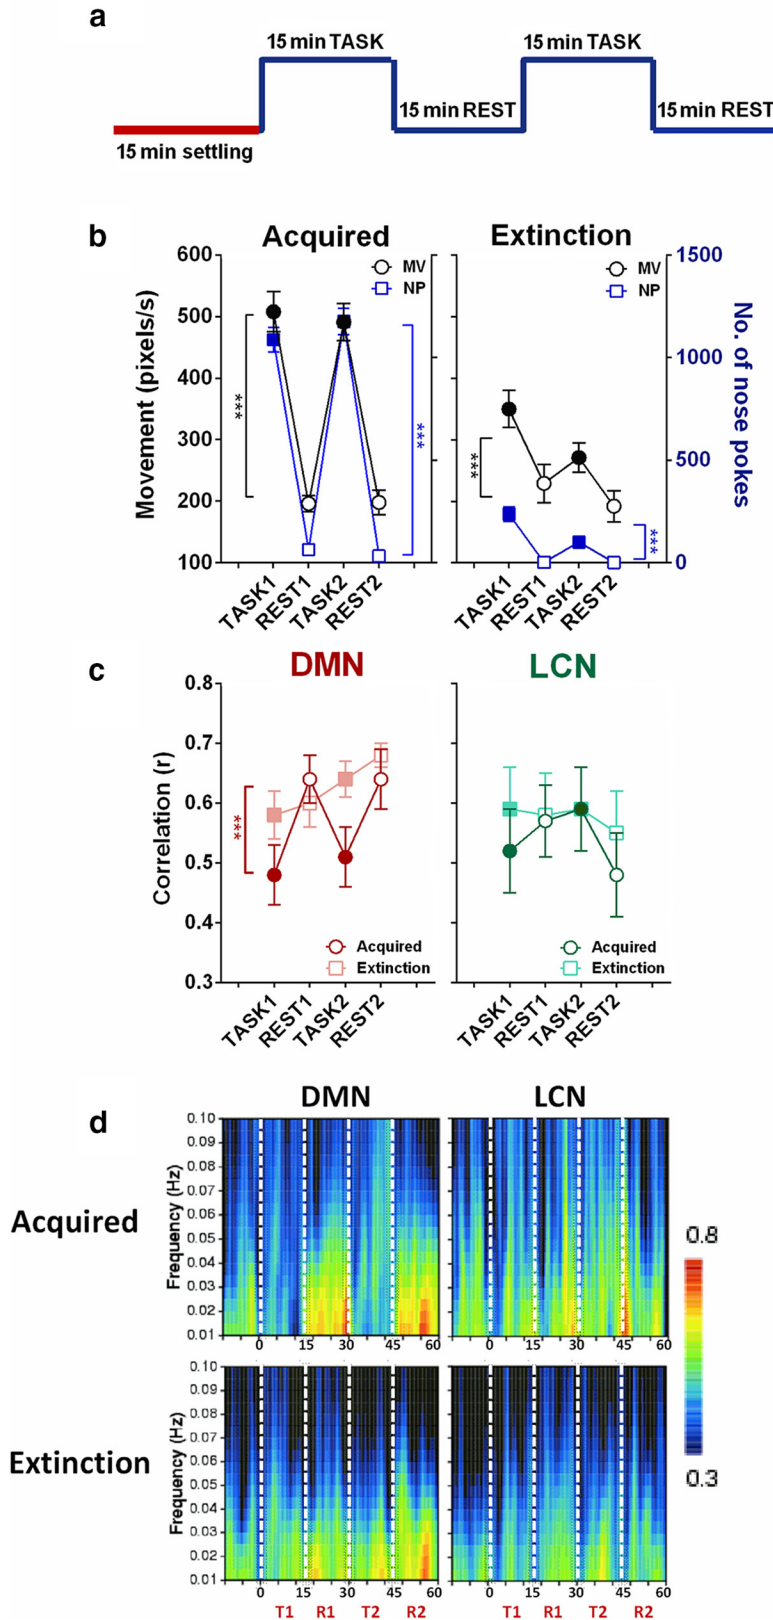 a
15 min TASK 15 min TASK
15 min REST 15 min REST
15 min settling
b
Acquired Extinction
600 MV MV 1500
NP NP
500
400 1000
*** ***
300
*** 500
200
***
100 0
Movement (pixels/s)
No. of nose pokes
TASK1 REST1 TASK2 REST2 TASK1 REST1 TASK2 REST2
c
DMN LCN
0.8
0.7
0.6
***
0.5
0.4
Acquired Acquired
Extinction Extinction
0.3
Correlation (r)
TASK1 REST1 TASK2 REST2 TASK1 REST1 TASK2 REST2
d
DMN LCN
Acquired
Frequency (Hz)
0.10
0.09
0.08
0.07
0.06
0.05
0.04
0.03
0.02
0.01
0 15 30 45 60 0 15 30 45 60
0.8
0.3
Extinction
Frequency (Hz)
0.10
0.09
0.08
0.07
0.06
0.05
0.04
0.03
0.02
0.01
0 15 30 45 60 0 15 30 45 60
T1 R1 T2 R2 T1 R1 T2 R2